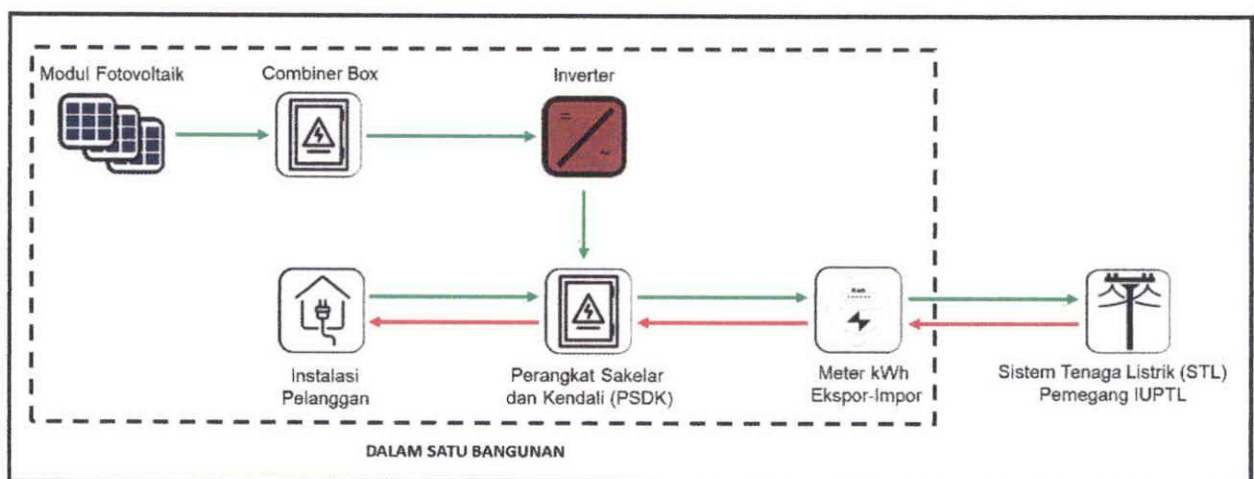 Modul Fotovoltaik
Combiner Box
Inverter
Instalasi
Pelanggan
Perangkat Sakelar
dan Kendali (PSDK)
Meter kWh
Ekspor-Impor
Sistem Tenaga Listrik (STL)
Pemegang IUPTL
DALAM SATU BANGUNAN